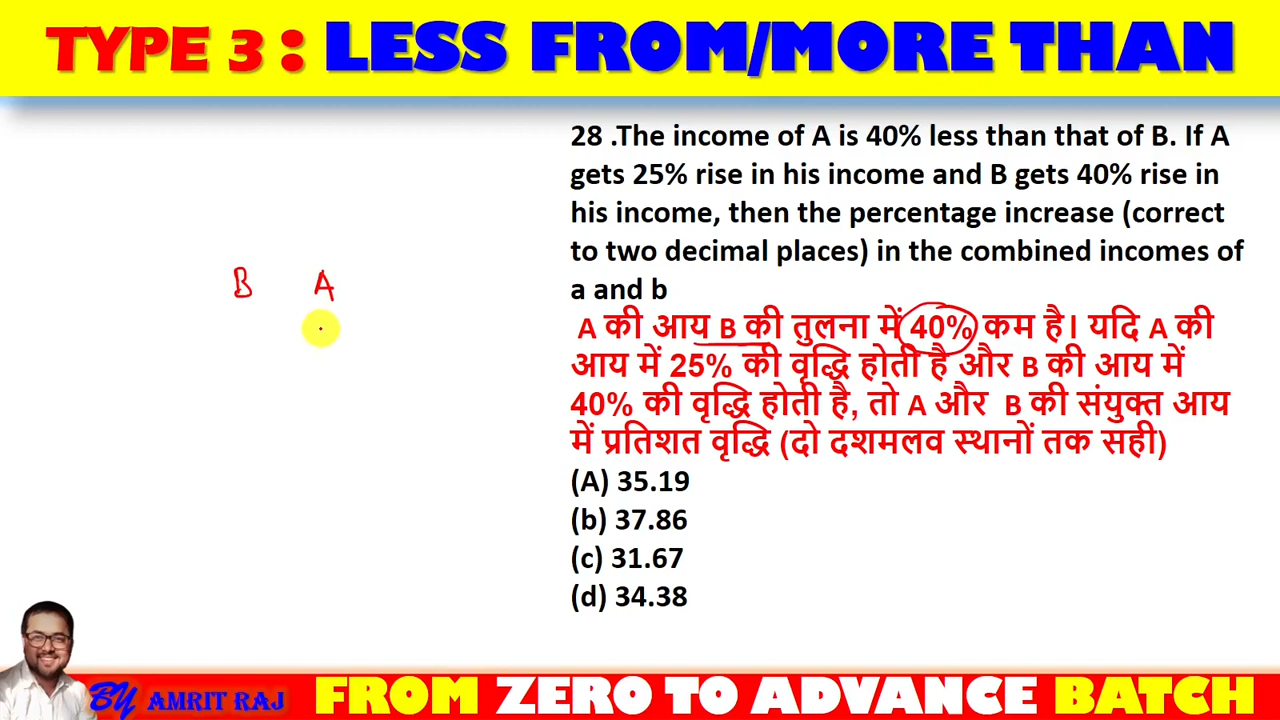 TYPE 3 : LESS FROM/MORE THAN
28 .The income of A is 40% less than that of B. If A
gets 25% rise in his income and B gets 40% rise in
his income, then the percentage increase (correct
to two decimal places) in the combined incomes of
a and b
A की आय B की तुलना में 40% कम है। यदि A की
आय में 25% की वृद्धि होती है और B की आय में
40% की वृद्धि होती है, तो A और B की संयुक्त आय
में प्रतिशत वृद्धि (दो दशमलव स्थानों तक सही)
(A) 35.19
(b) 37.86
(c) 31.67
(d) 34.38
B A
BY AMRIT RAJ FROM ZERO TO ADVANCE BATCH